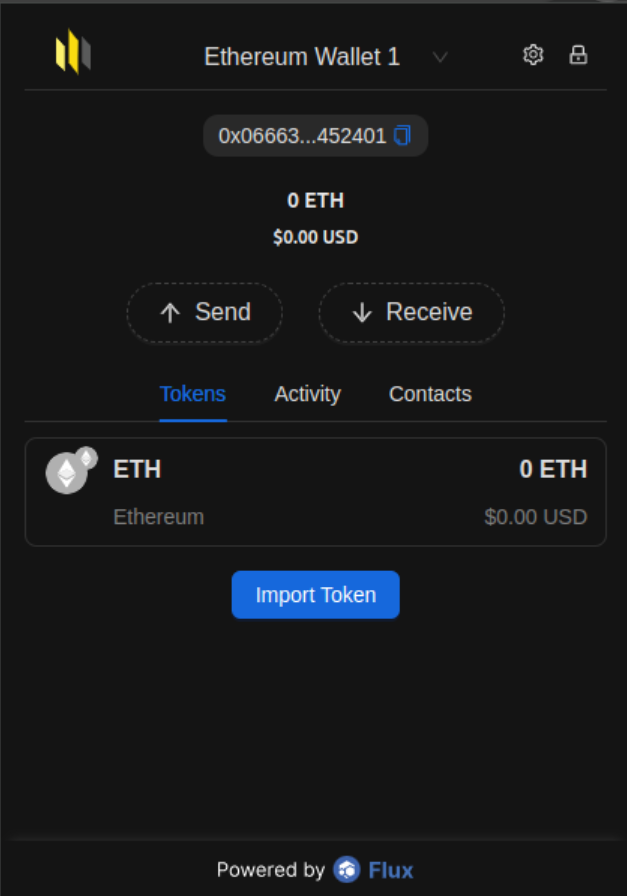 Ethereum Wallet 1
0x06663...452401
0 ETH
$0.00 USD
Send Receive
Tokens Activity Contacts
ETH 0 ETH
Ethereum $0.00 USD
Import Token
Powered by Flux